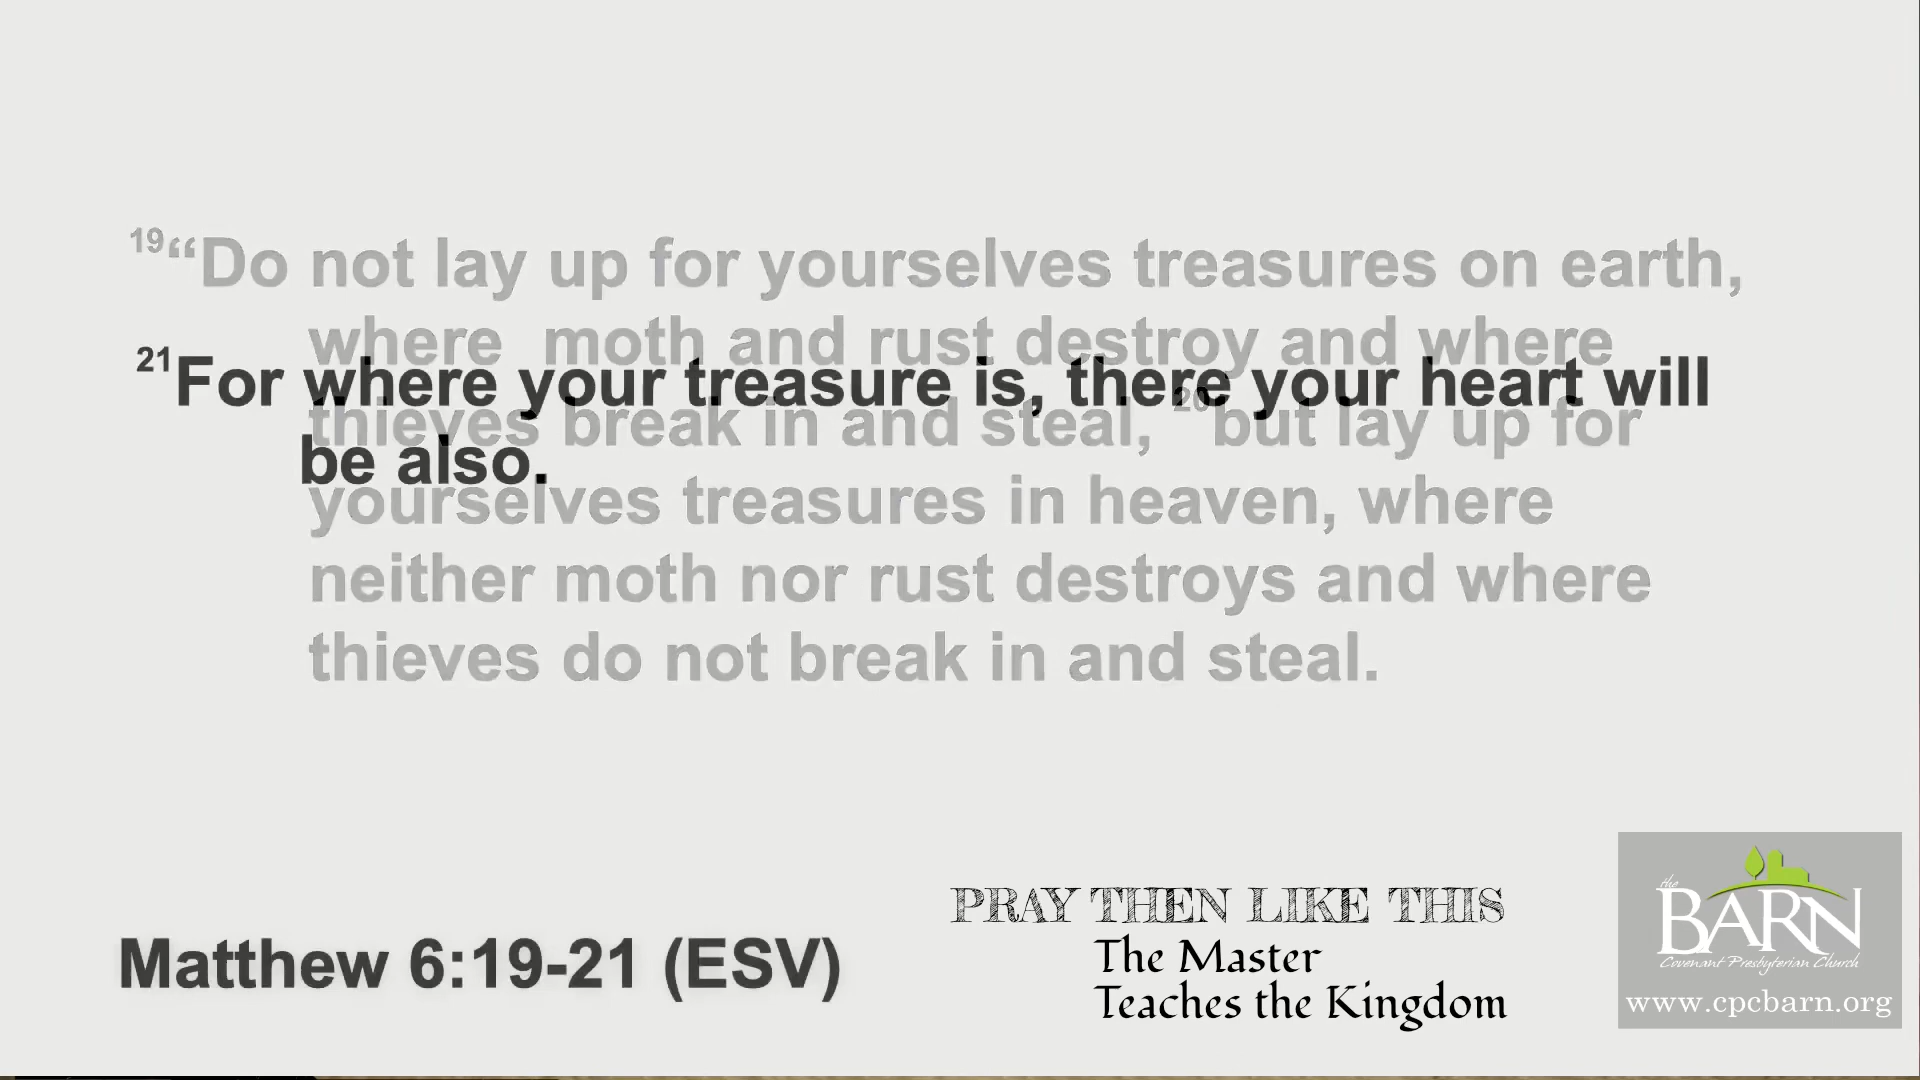 19“Do not lay up for yourselves treasures on earth,
where moth and rust destroy and where
thieves break in and steal, 20but lay up for
yourselves treasures in heaven, where
neither moth nor rust destroys and where
thieves do not break in and steal.
21For where your treasure is, there your heart will
be also.
Matthew 6:19-21 (ESV)
PRAY THEN LIKE THIS
The Master
Teaches the Kingdom
the
BARN
Covenant Presbyterian Church
www.cpcbarn.org